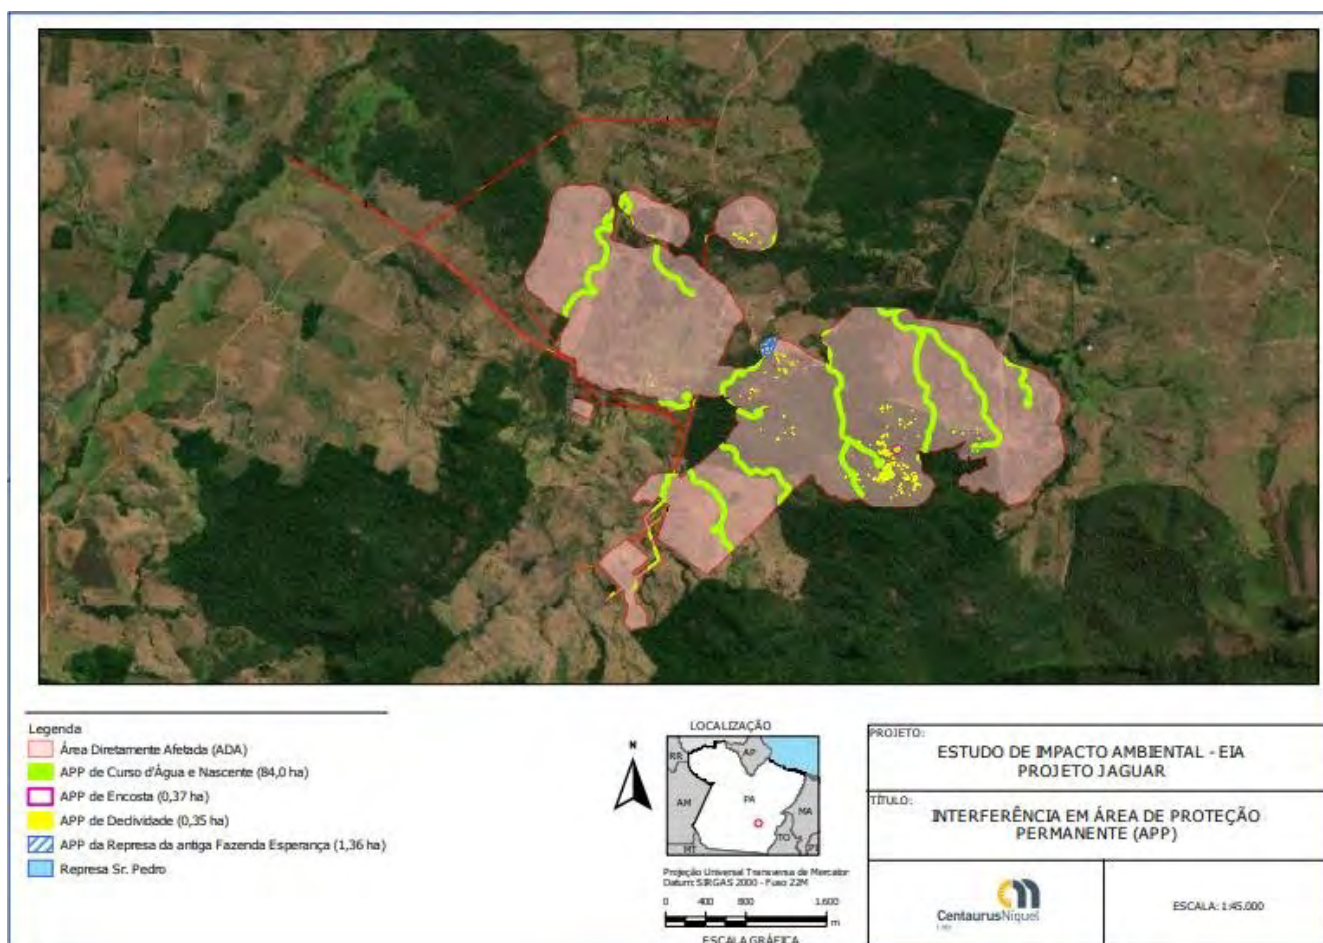 Legenda
Área Diretamente Afetada (ADA)
APP de Curso d'Água e Nascente (84,0 ha)
APP de Encosta (0,37 ha)
APP de Declividade (0,35 ha)
APP da Represa da antiga Fazenda Esperança (1,36 ha)
Represa Sr. Pedro
N
LOCALIZAÇÃO
RR
AP
AM
PA
MA
TO
MT
PI
Projeção Universal Transversa de Mercator
Datum: SIRGAS 2000 - Fuso 22M
0 400 800 1.600
m
ESCALA GRÁFICA
PROJETO:
ESTUDO DE IMPACTO AMBIENTAL - EIA
PROJETO JAGUAR
TÍTULO:
INTERFERÊNCIA EM ÁREA DE PROTEÇÃO
PERMANENTE (APP)
CentaurusNíquel
ESCALA: 1:45.000